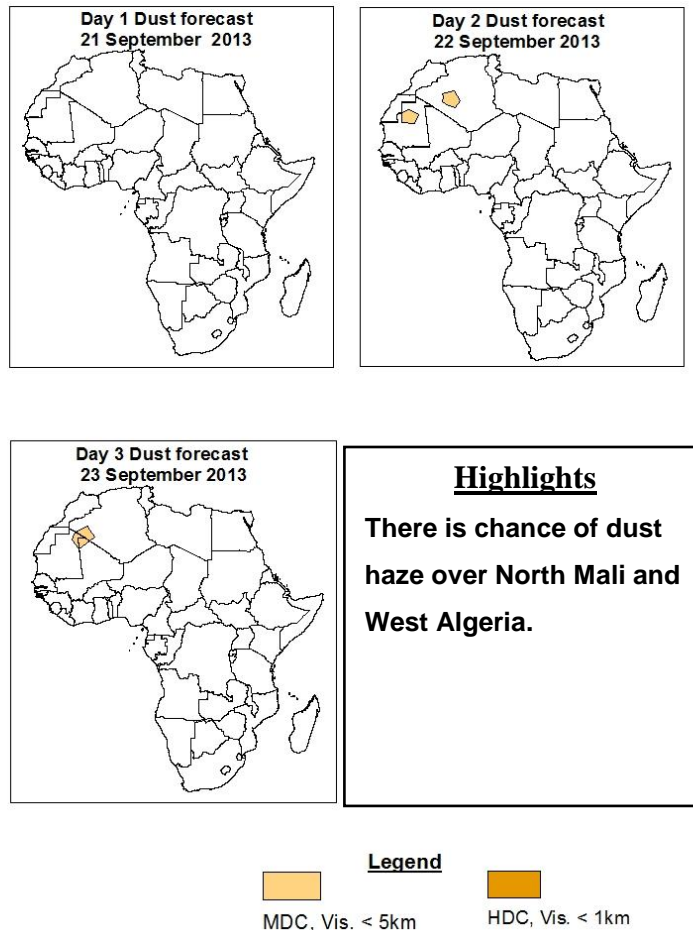 Day 1 Dust forecast
21 September 2013
Day 2 Dust forecast
22 September 2013
Day 3 Dust forecast
23 September 2013
Highlights
There is chance of dust
haze over North Mali and
West Algeria.
Legend
MDC, Vis. < 5km
HDC, Vis. < 1km